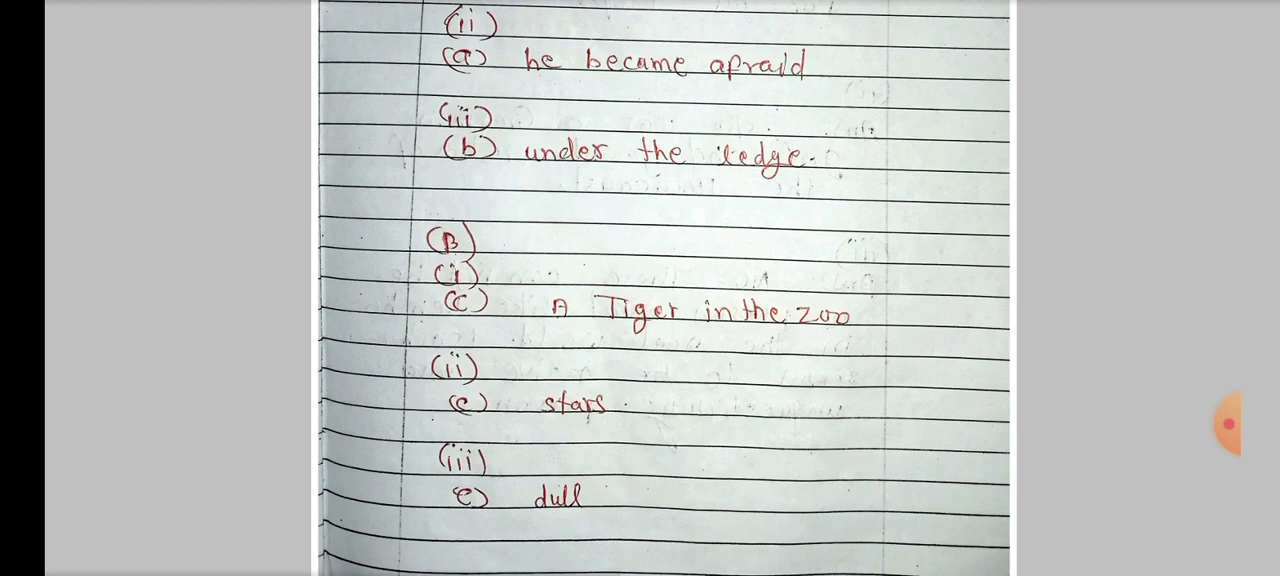 (ii)
(a) he became afraid
(iii)
(b) under the ledge.
(B)
(i)
(c) A Tiger in the zoo
(ii)
(c) stars
(iii)
(c) dull